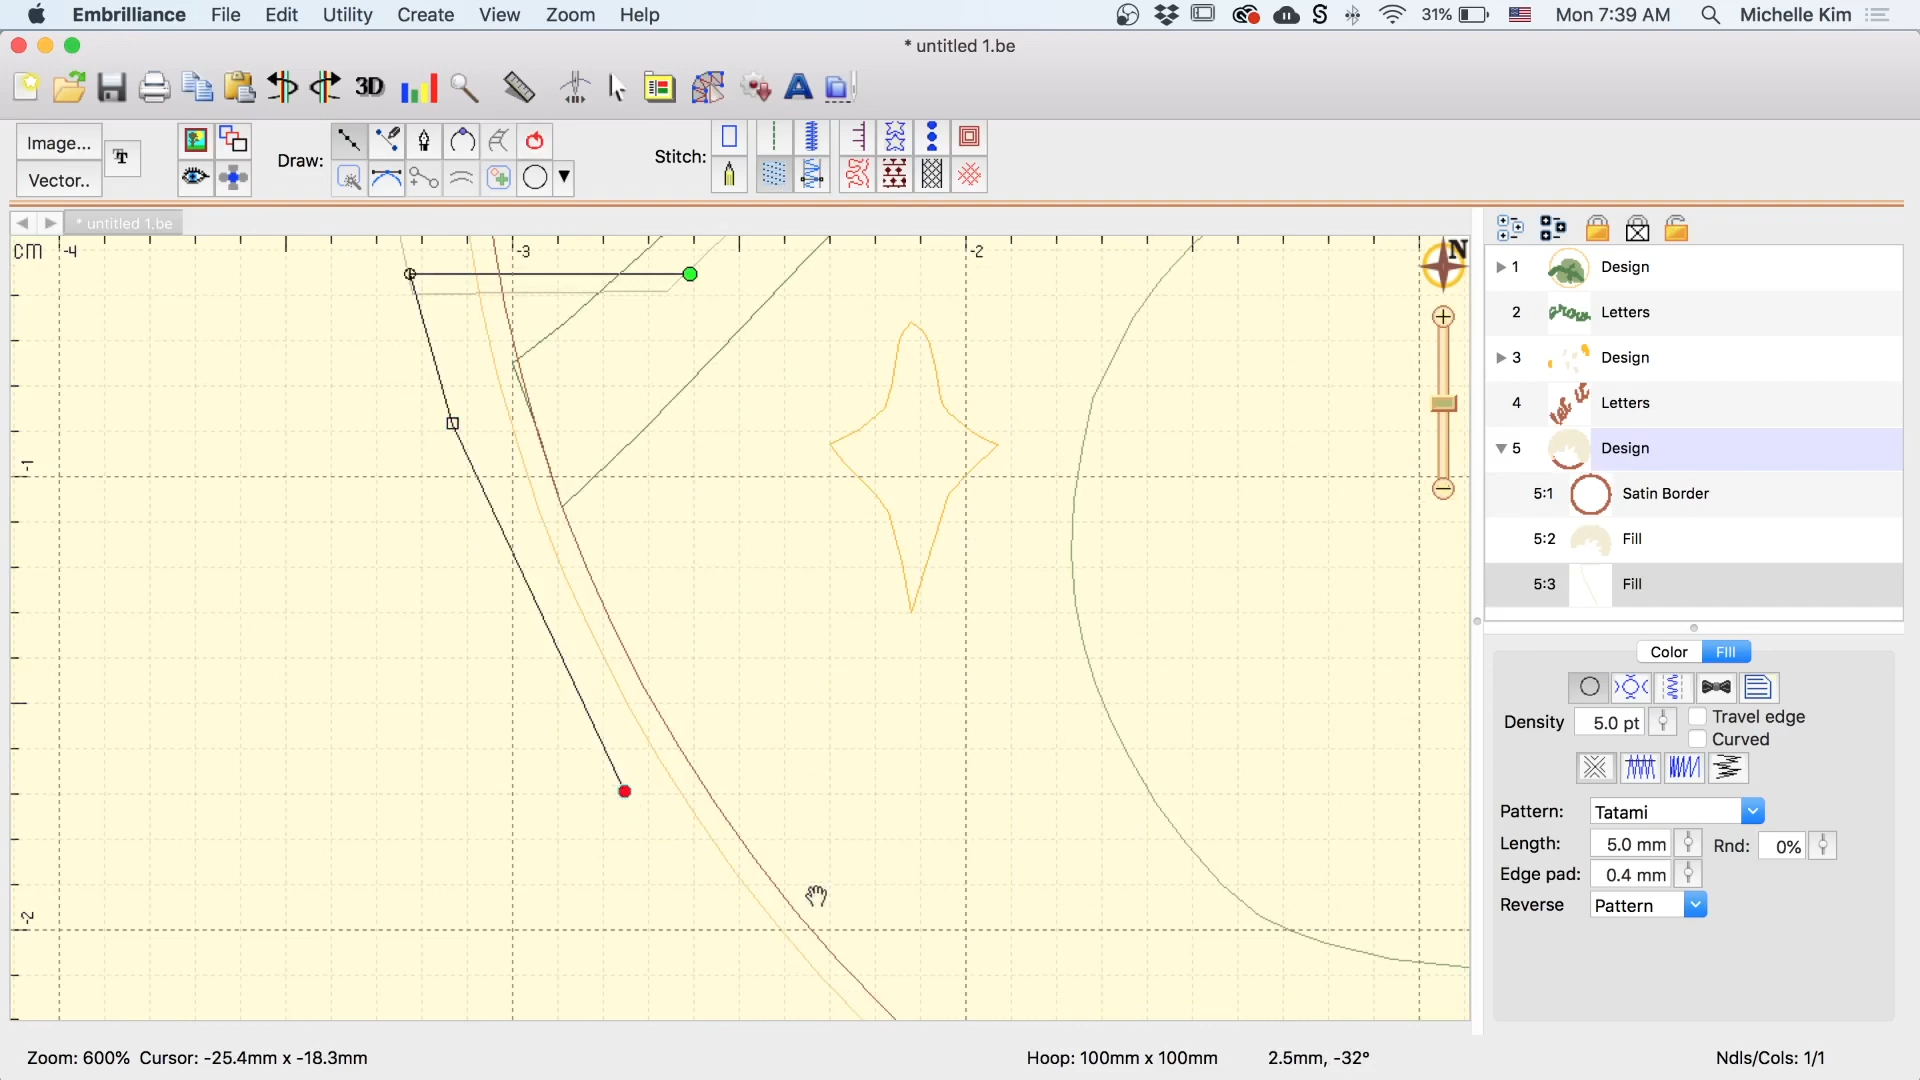 Embrilliance File Edit Utility Create View Zoom Help 31% Mon 7:39 AM Michelle Kim
* untitled 1.be
3D A
Image...
T
Vector..
Draw:
Stitch:
* untitled 1.be
cm -4 -3 -2 N
-1
-2
1 Design
2 Letters
3 Design
4 Letters
5 Design
5:1 Satin Border
5:2 Fill
5:3 Fill
Color Fill
Density 5.0 pt Travel edge
Curved
Pattern: Tatami
Length: 5.0 mm Rnd: 0%
Edge pad: 0.4 mm
Reverse Pattern
Zoom: 600% Cursor: -25.4mm x -18.3mm Hoop: 100mm x 100mm 2.5mm, -32° Ndls/Cols: 1/1